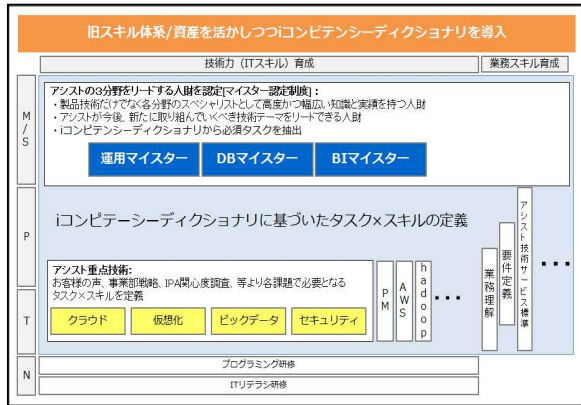 旧スキル体系/資産を活かしつつiコンピテンシーディクショナリを導入
技術力（ITスキル）育成
業務スキル育成
M/S
アシストの3分野をリードする人財を認定[マイスター認定制度]：
・製品技術だけでなく各分野のスペシャリストとして高度かつ幅広い知識と実績を持つ人財
・アシストが今後、新たに取り組んでいくべき技術テーマをリードできる人財
・iコンピテンシーディクショナリから必須タスクを抽出
運用マイスター
DBマイスター
BIマイスター
P
iコンピテーシーディクショナリに基づいたタスク×スキルの定義
T
アシスト重点技術:
お客様の声、事業部戦略、IPA関心度調査、等より各課題で必要となる
タスク×スキルを定義
クラウド
仮想化
ビックデータ
セキュリティ
PM
AWS
hadoop
・・・
業務理解
要件定義
アシスト技術サービス標準
・・・
N
プログラミング研修
ITリテラシ研修